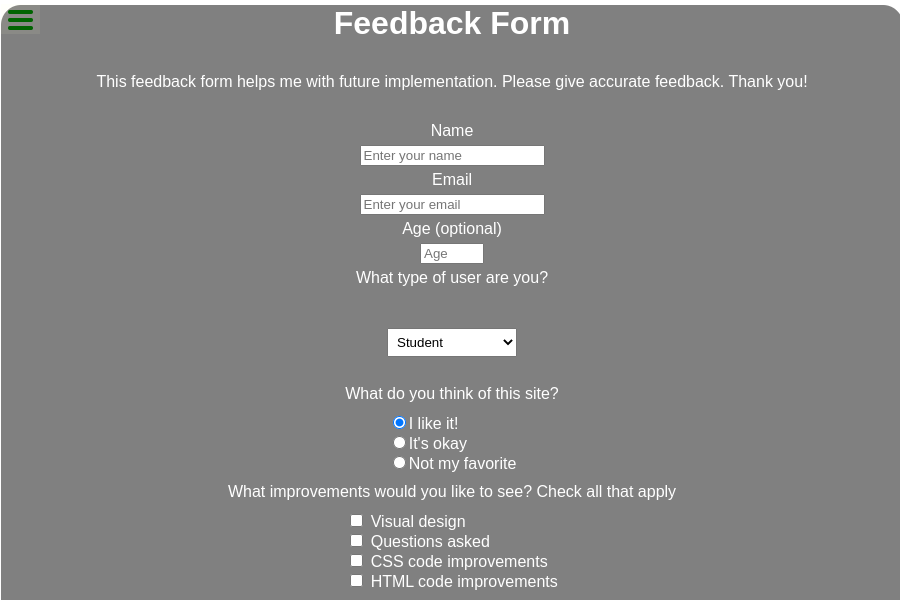 Feedback Form
This feedback form helps me with future implementation. Please give accurate feedback. Thank you!
Name
Enter your name
Email
Enter your email
Age (optional)
Age
What type of user are you?
Student
What do you think of this site?
I like it!
It's okay
Not my favorite
What improvements would you like to see? Check all that apply
Visual design
Questions asked
CSS code improvements
HTML code improvements